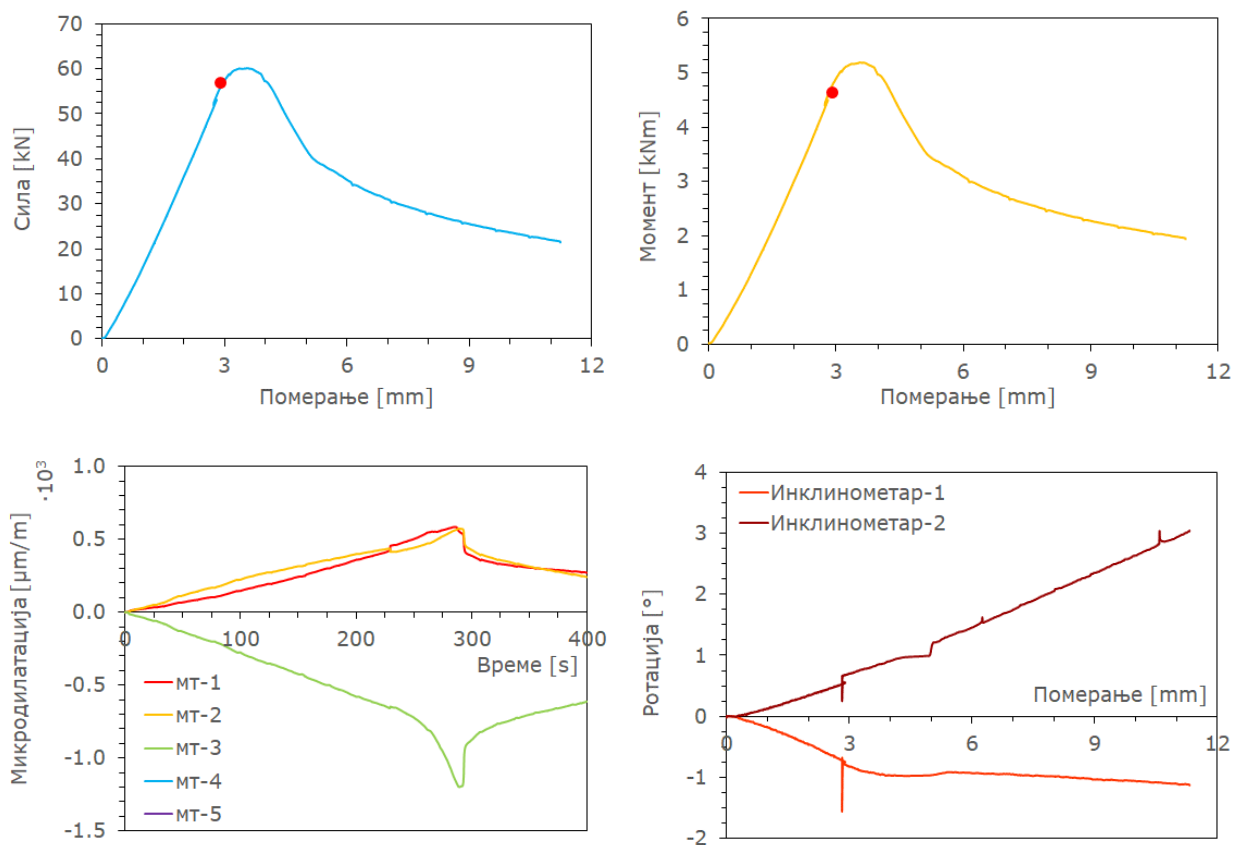 70
60
50
40
30
20
10
0
Сила [kN]
0 3 6 9 12
Померање [mm]
6
5
4
3
2
1
0
Момент [kNm]
0 3 6 9 12
Померање [mm]
·10³
1.0
0.5
0.0
-0.5
-1.0
-1.5
Микродилатација [μm/m]
0 100 200 300 400
Време [s]
мт-1
мт-2
мт-3
мт-4
мт-5
4
3
2
1
0
-1
-2
Ротација [°]
Инклинометар-1
Инклинометар-2
Померање [mm]
0 3 6 9 12